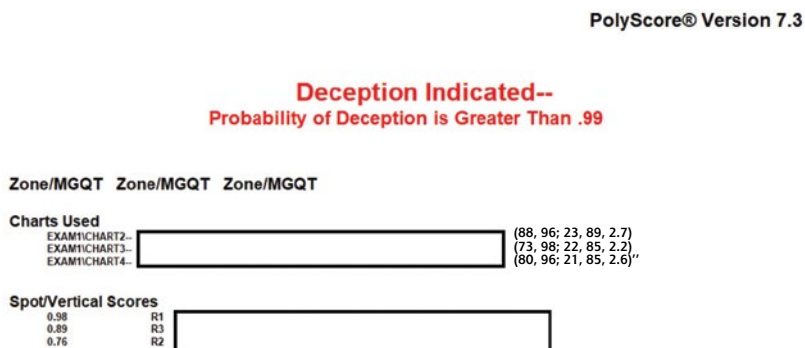 PolyScore® Version 7.3
Deception Indicated--
Probability of Deception is Greater Than .99
Zone/MGQT Zone/MGQT Zone/MGQT
Charts Used
EXAM1\CHART2-- (88, 96; 23, 89, 2.7)
EXAM1\CHART3-- (73, 98; 22, 85, 2.2)
EXAM1\CHART4-- (80, 96; 21, 85, 2.6)’’
Spot/Vertical Scores
0.98 R1
0.89 R3
0.76 R2